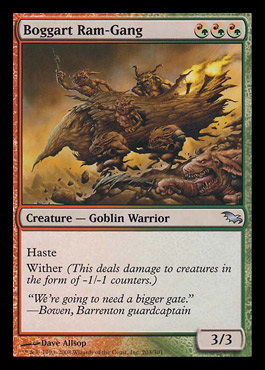 Boggart Ram-Gang
Creature — Goblin Warrior
Haste
Wither (This deals damage to creatures in
the form of -1/-1 counters.)
"We're going to need a bigger gate."
—Bowen, Barrenton guardcaptain
3/3
Dave Allsop